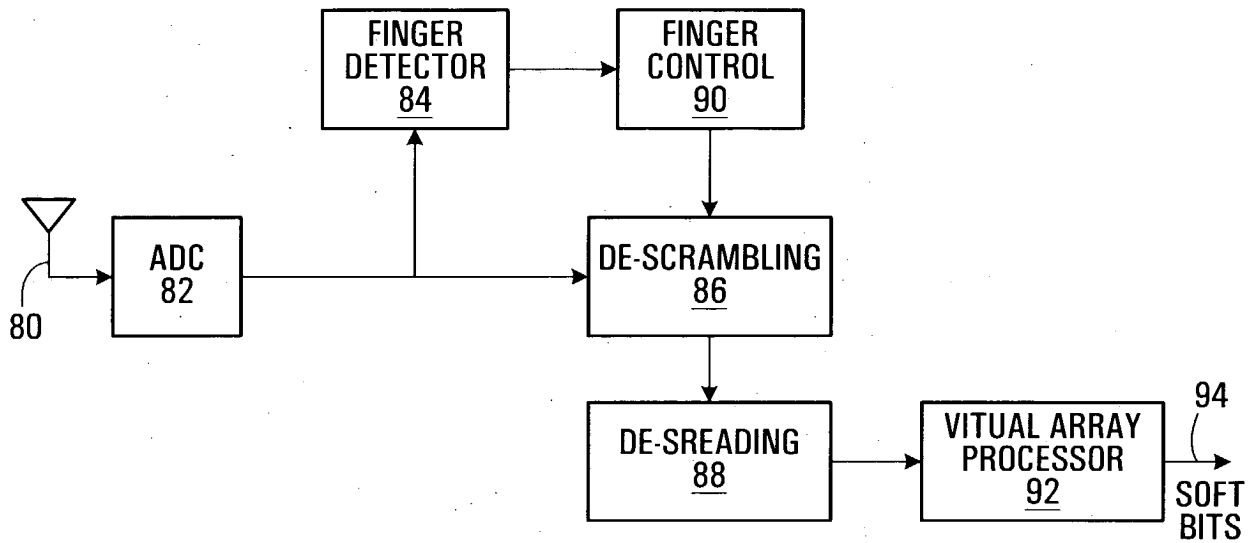 FINGER
DETECTOR
84
FINGER
CONTROL
90
80
ADC
82
DE-SCRAMBLING
86
DE-SREADING
88
VITUAL ARRAY
PROCESSOR
92
94
SOFT
BITS